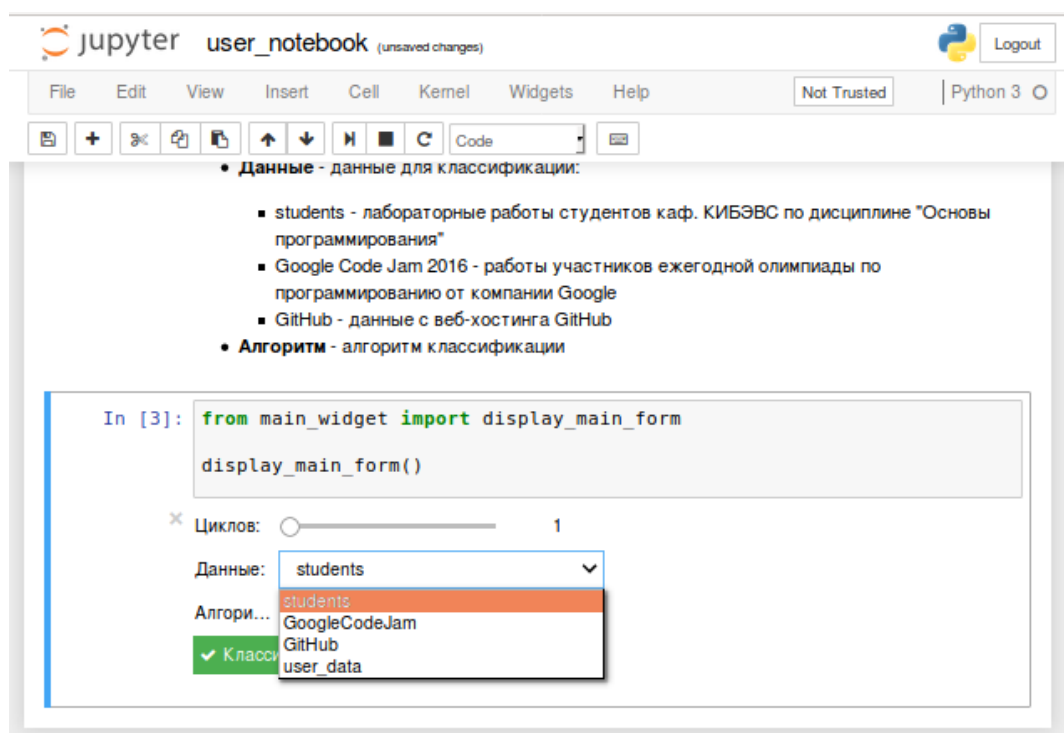 jupyter user_notebook (unsaved changes) Logout
File Edit View Insert Cell Kernel Widgets Help Not Trusted Python 3
Code
• Данные - данные для классификации:
▪ students - лабораторные работы студентов каф. КИБЭВС по дисциплине "Основы
программирования"
▪ Google Code Jam 2016 - работы участников ежегодной олимпиады по
программированию от компании Google
▪ GitHub - данные с веб-хостинга GitHub
• Алгоритм - алгоритм классификации
In [3]: from main_widget import display_main_form
display_main_form()
Циклов: 1
Данные: students
students
Алгори...
GoogleCodeJam
GitHub
✔ Класси
user_data